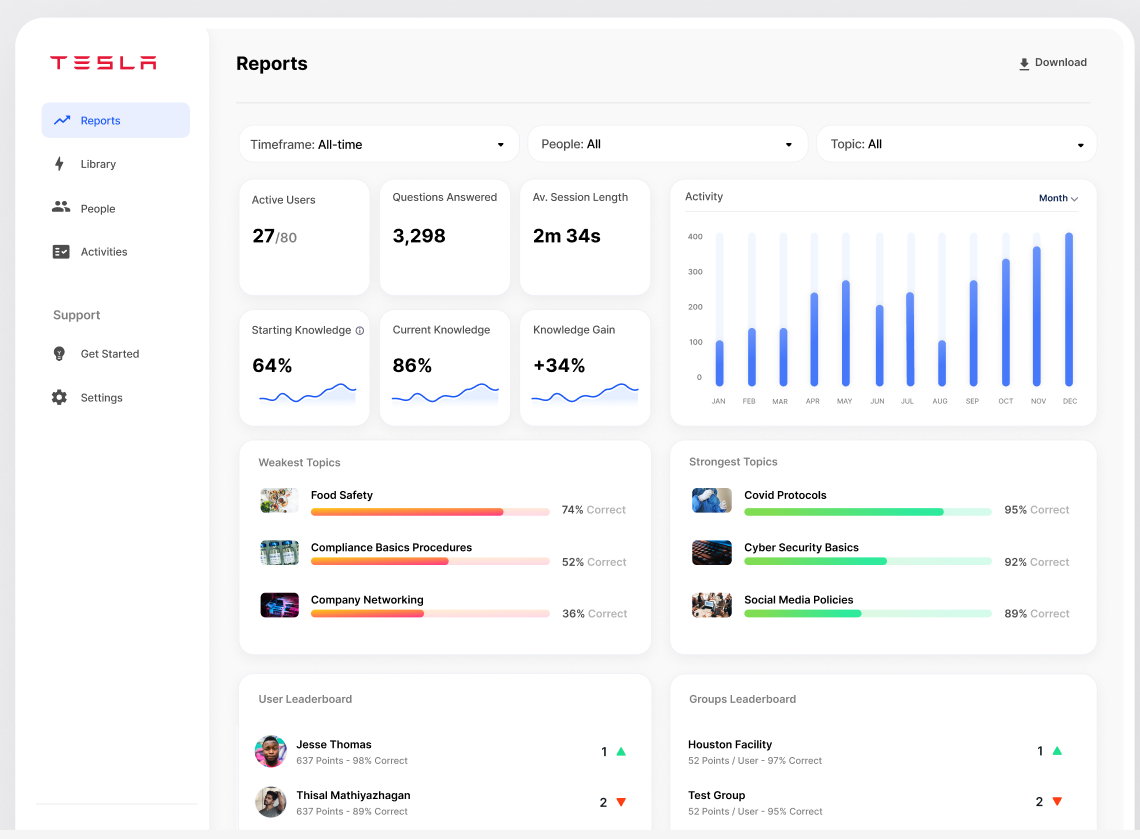 TESLA
Reports
Library
People
Activities
Support
Get Started
Settings
Reports
Download
Timeframe: All-time
People: All
Topic: All
Active Users
27/80
Questions Answered
3,298
Av. Session Length
2m 34s
Starting Knowledge
64%
Current Knowledge
86%
Knowledge Gain
+34%
Activity
Month
400
300
200
100
0
JAN FEB MAR APR MAY JUN JUL AUG SEP OCT NOV DEC
Weakest Topics
Food Safety
74% Correct
Compliance Basics Procedures
52% Correct
Company Networking
36% Correct
Strongest Topics
Covid Protocols
95% Correct
Cyber Security Basics
92% Correct
Social Media Policies
89% Correct
User Leaderboard
Jesse Thomas
637 Points - 98% Correct
1
Thisal Mathiyazhagan
637 Points - 89% Correct
2
Groups Leaderboard
Houston Facility
52 Points / User - 97% Correct
1
Test Group
52 Points / User - 95% Correct
2